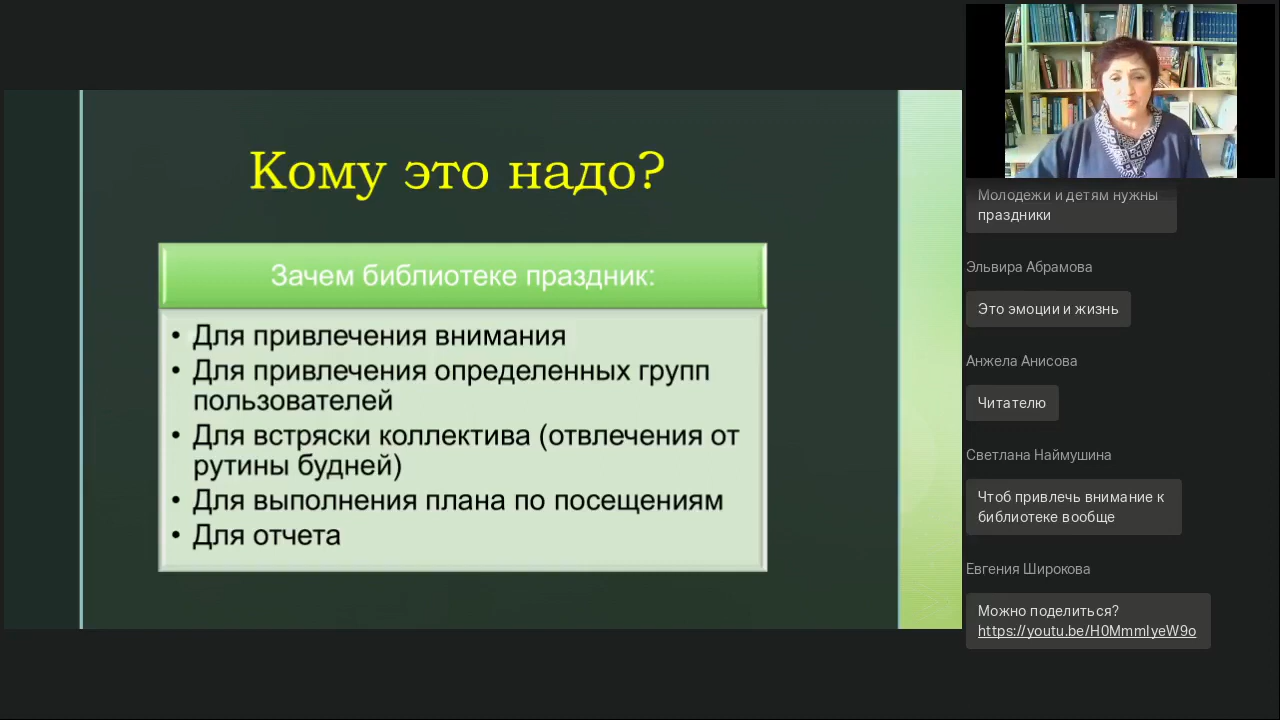 Кому это надо?
Зачем библиотеке праздник:
• Для привлечения внимания
• Для привлечения определенных групп
пользователей
• Для встряски коллектива (отвлечения от
рутины будней)
• Для выполнения плана по посещениям
• Для отчета
Молодежи и детям нужны
праздники
Эльвира Абрамова
Это эмоции и жизнь
Анжела Анисова
Читателю
Светлана Наймушина
Чтоб привлечь внимание к
библиотеке вообще
Евгения Широкова
Можно поделиться?
https://youtu.be/H0MmmIyeW9o